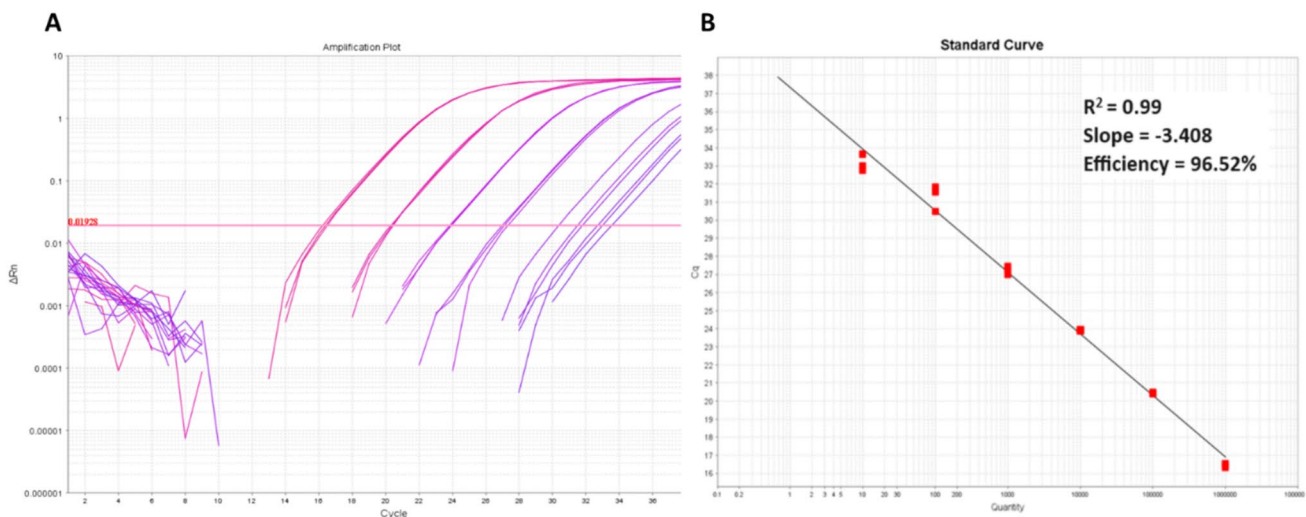 A
Amplification Plot
10
1
0.1
0.01928
0.01
0.001
0.0001
0.00001
0.000001
ΔRn
2 4 6 8 10 12 14 16 18 20 22 24 26 28 30 32 34 36
Cycle
B
Standard Curve
R² = 0.99
Slope = -3.408
Efficiency = 96.52%
38
37
36
35
34
33
32
31
30
29
28
27
26
25
24
23
22
21
20
19
18
17
16
Cq
0.1 0.2 1 2 3 4 5 10 20 30 100 200 1000 10000 100000 1000000 100000
Quantity